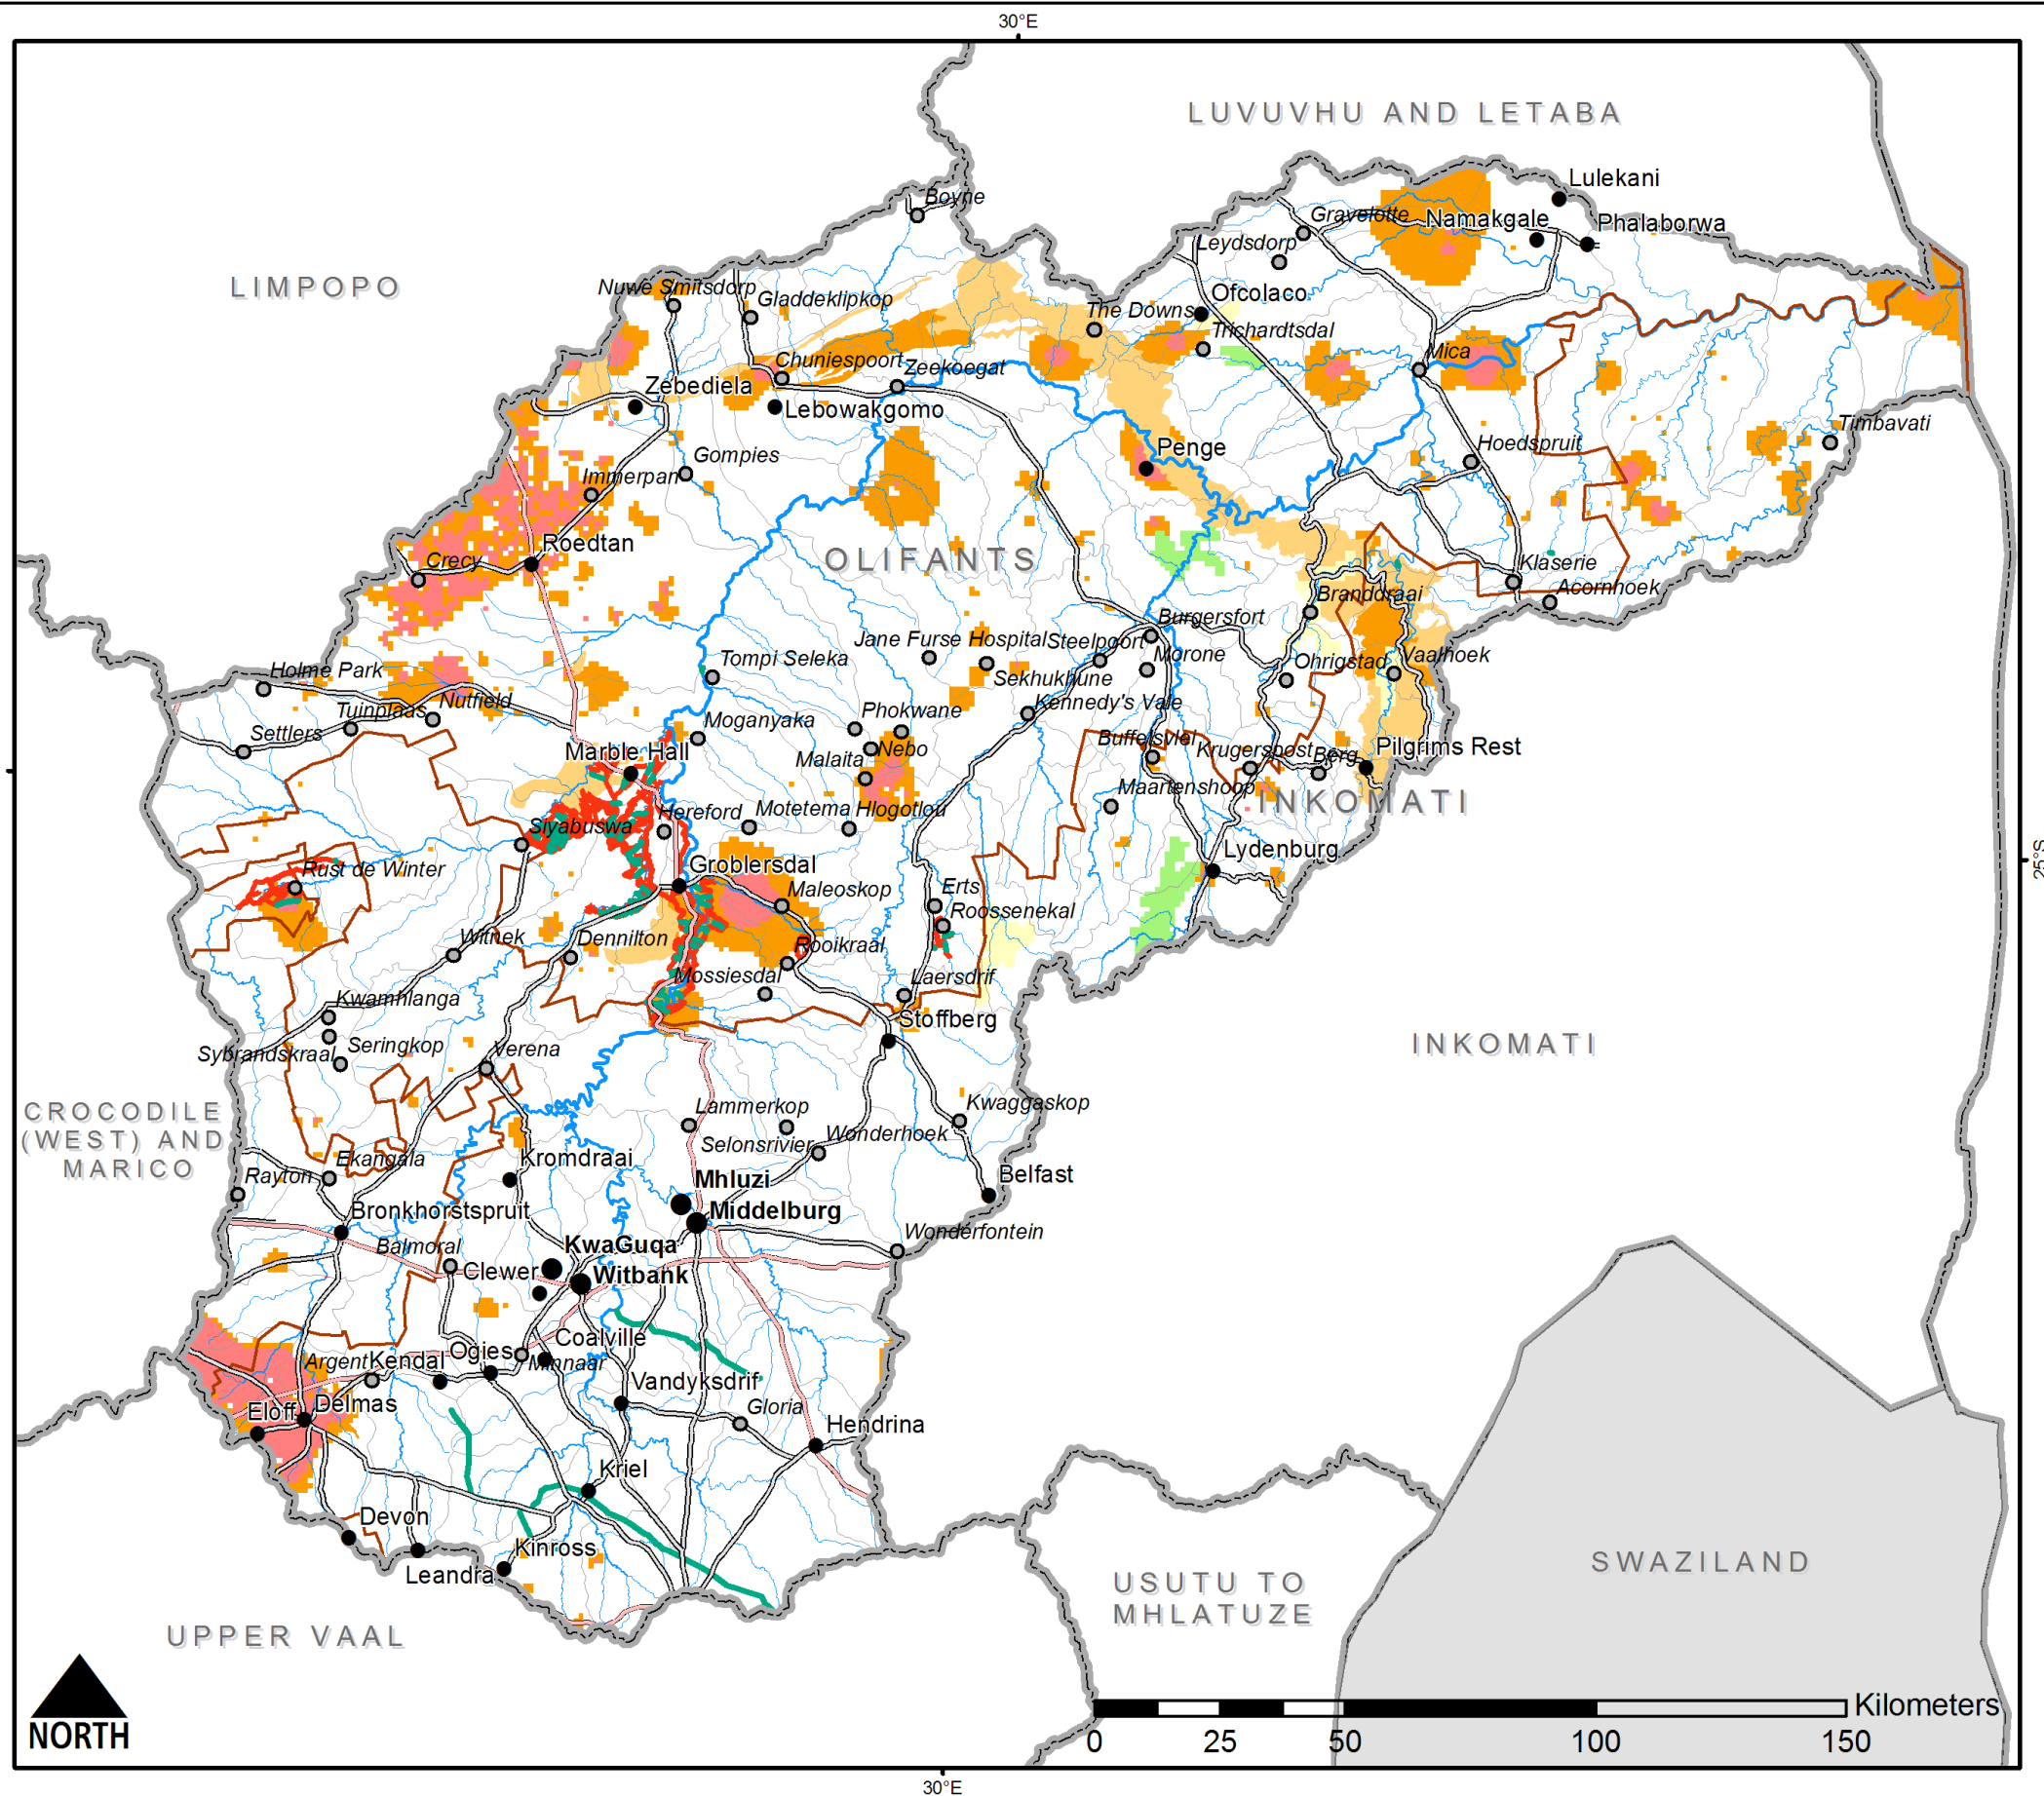 30°E
LUVUVHU AND LETABA
Lulekani
Boyne
Gravelotte
Namakgale
Phalaborwa
Leydsdorp
LIMPOPO
Nuwe Smitsdorp
Gladdeklipkop
Ofcolaco
The Downs
Trichardtsdal
Mica
Chuniespoort
Zeekoegat
Zebediela
Lebowakgomo
Timbavati
Hoedspruit
Penge
Gompies
Immerpan
Roedtan
OLIFANTS
Crecy
Klaserie
Acornhoek
Branddraai
Burgersfort
Jane Furse Hospital
Steelpoort
Morone
Tompi Seleka
Ohrigstad
Vaalhoek
Holme Park
Sekhukhune
Nutfield
Kennedy's Vale
Tuinplaas
Phokwane
Moganyaka
Settlers
Buffelsvlei
Krugerspost
Berg
Pilgrims Rest
Marble Hall
Nebo
Malaita
Maartenshoop
INKOMATI
Hereford
Motetema
Hlogotlou
Siyabuswa
Lydenburg
25°S
Groblersdal
Rust de Winter
Maleoskop
Erts
Roossenekal
Witnek
Dennilton
Rooikraal
Mossiesdal
Laersdrif
Kwamhlanga
Stoffberg
Sybrandskraal
Seringkop
Verena
INKOMATI
CROCODILE
(WEST) AND
MARICO
Lammerkop
Kwaggaskop
Selonsrivier
Wonderhoek
Ekangala
Kromdraai
Rayton
Mhluzi
Belfast
Bronkhorstspruit
Middelburg
Balmoral
KwaGuqa
Wonderfontein
Clewer
Witbank
Coalville
Ogies
Minnaar
Argent
Kendal
Vandyksdrif
Delmas
Eloff
Gloria
Hendrina
Kriel
Devon
Kinross
Leandra
SWAZILAND
USUTU TO
MHLATUZE
UPPER VAAL
NORTH
Kilometers
0 25 50 100 150
30°E